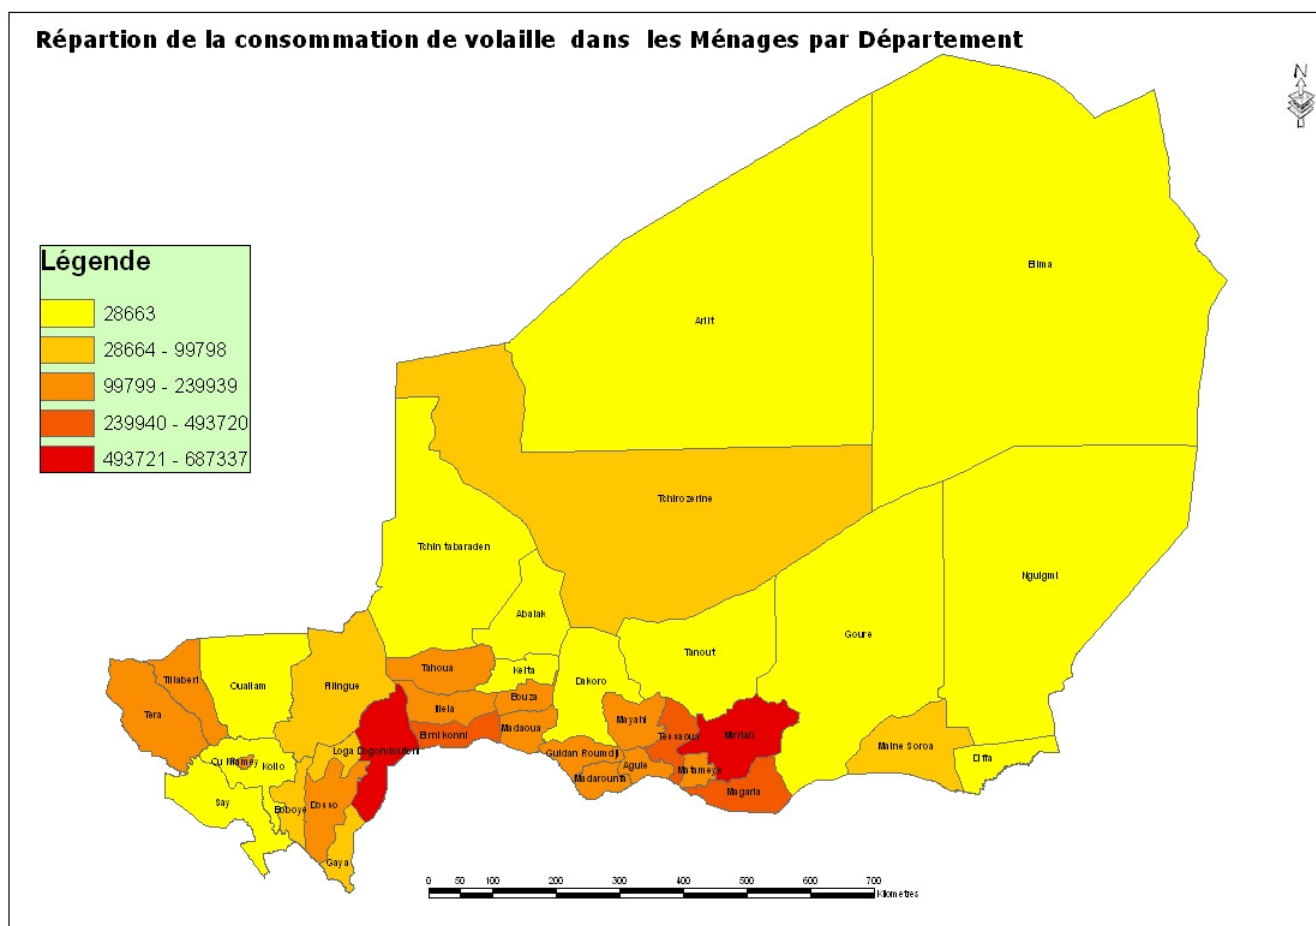 Répartion de la consommation de volaille dans les Ménages par Département
N
Légende
28663
28664 - 99798
99799 - 239939
239940 - 493720
493721 - 687337
Bilma
Arlit
Tchirozerine
Tchin tabaraden
Nguigmi
Abalak
Goure
Tanout
Keita
Tahoua
Dakoro
Ouallam
Filingue
Tillaberi
Tera
Illela
Bouza
Mayahi
Birni konni
Madaoua
Tessaoua
Mirriah
Maine Soroa
Diffa
Loga
Dogondoutchi
Guidan Roumdji
Cu Niamey
Kollo
Aguie
Matameye
Madarounfa
Magaria
Say
Boboye
Dosso
Gaya
0 50 100 200 300 400 500 600 700
Kilometres